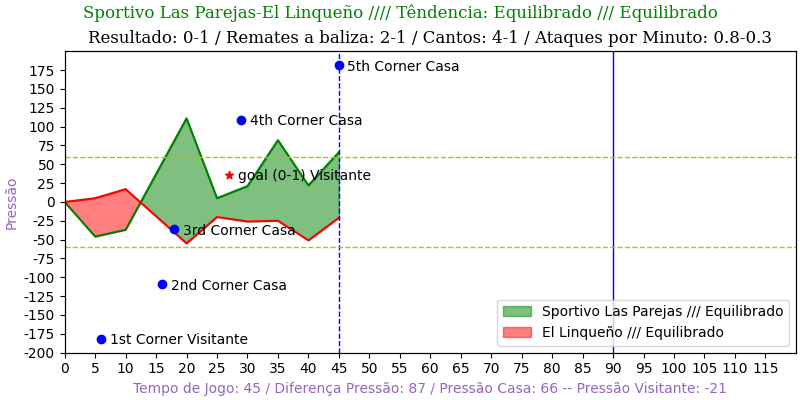 Sportivo Las Parejas-El Linqueño //// Têndencia: Equilibrado /// Equilibrado
Resultado: 0-1 / Remates a baliza: 2-1 / Cantos: 4-1 / Ataques por Minuto: 0.8-0.3
Pressão
175
150
125
100
75
50
25
0
-25
-50
-75
-100
-125
-150
-175
-200
5th Corner Casa
4th Corner Casa
goal (0-1) Visitante
3rd Corner Casa
2nd Corner Casa
1st Corner Visitante
Sportivo Las Parejas /// Equilibrado
El Linqueño /// Equilibrado
0 5 10 15 20 25 30 35 40 45 50 55 60 65 70 75 80 85 90 95 100 105 110 115
Tempo de Jogo: 45 / Diferença Pressão: 87 / Pressão Casa: 66 -- Pressão Visitante: -21